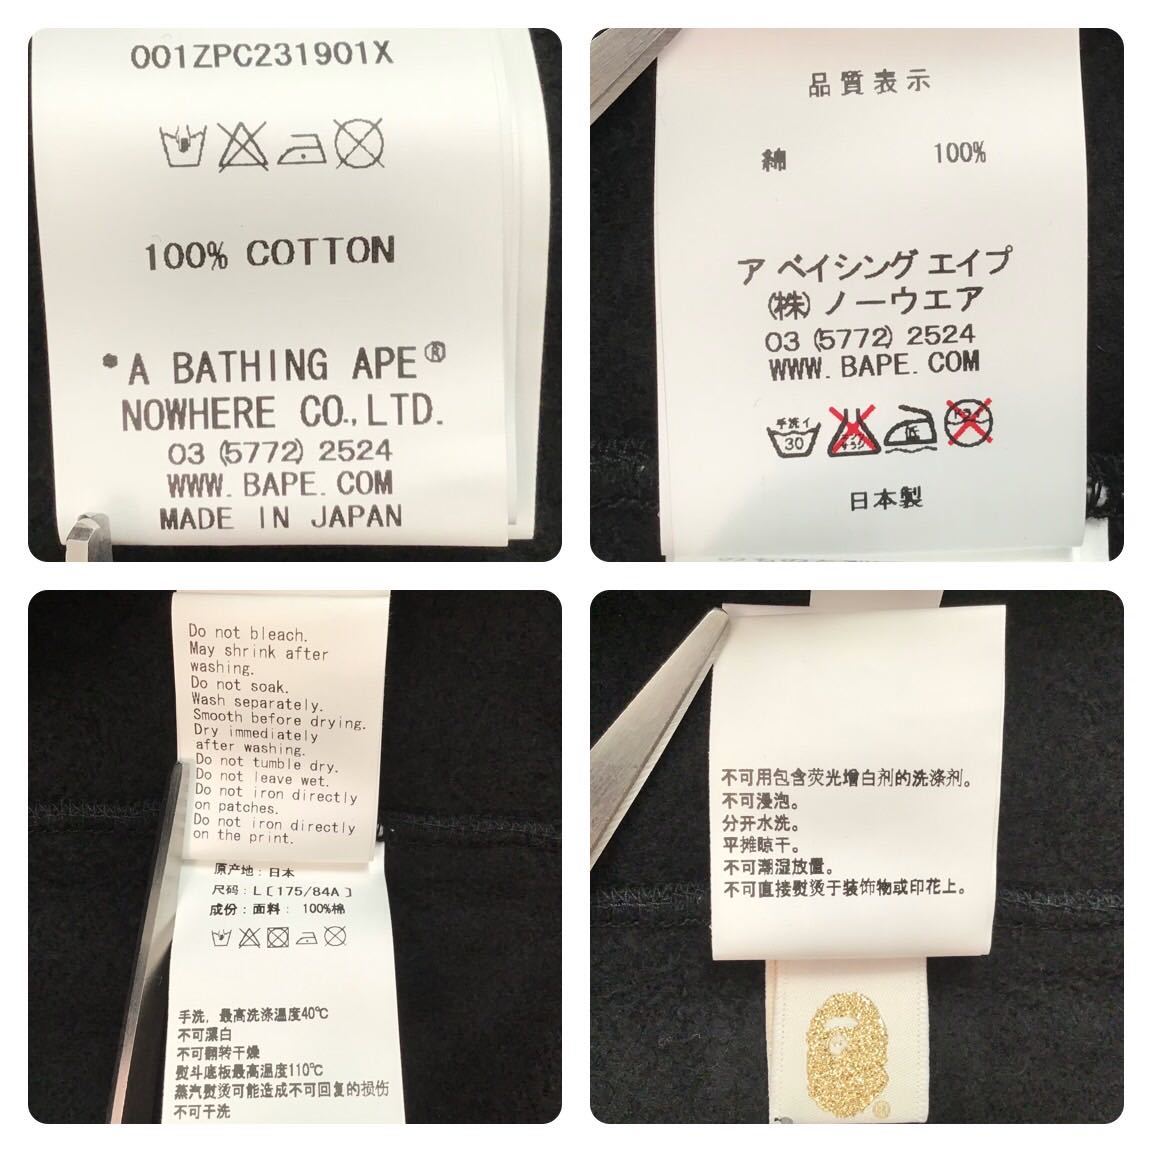 001ZPC231901X
100% COTTON
*A BATHING APE®
NOWHERE CO.,LTD.
03 (5772) 2524
WWW.BAPE.COM
MADE IN JAPAN
品質表示
綿 100%
ア ベイシング エイプ
(株) ノーウエア
03 (5772) 2524
WWW.BAPE.COM
手洗イ
30
低
日本製
Do not bleach.
May shrink after
washing.
Do not soak.
Wash separately.
Smooth before drying.
Dry immediately
after washing.
Do not tumble dry.
Do not leave wet.
Do not iron directly
on patches.
Do not iron directly
on the print.
原产地：日本
尺码：L [175/84A]
成份：面料： 100%棉
手洗，最高洗涤温度40℃
不可漂白
不可翻转干燥
熨斗底板最高温度110℃
蒸汽熨烫可能造成不可回复的损伤
不可干洗
不可用包含荧光增白剂的洗涤剂。
不可漫泡。
分开水洗。
平摊晾干。
不可潮湿放置。
不可直接熨烫于装饰物或印花上。
®